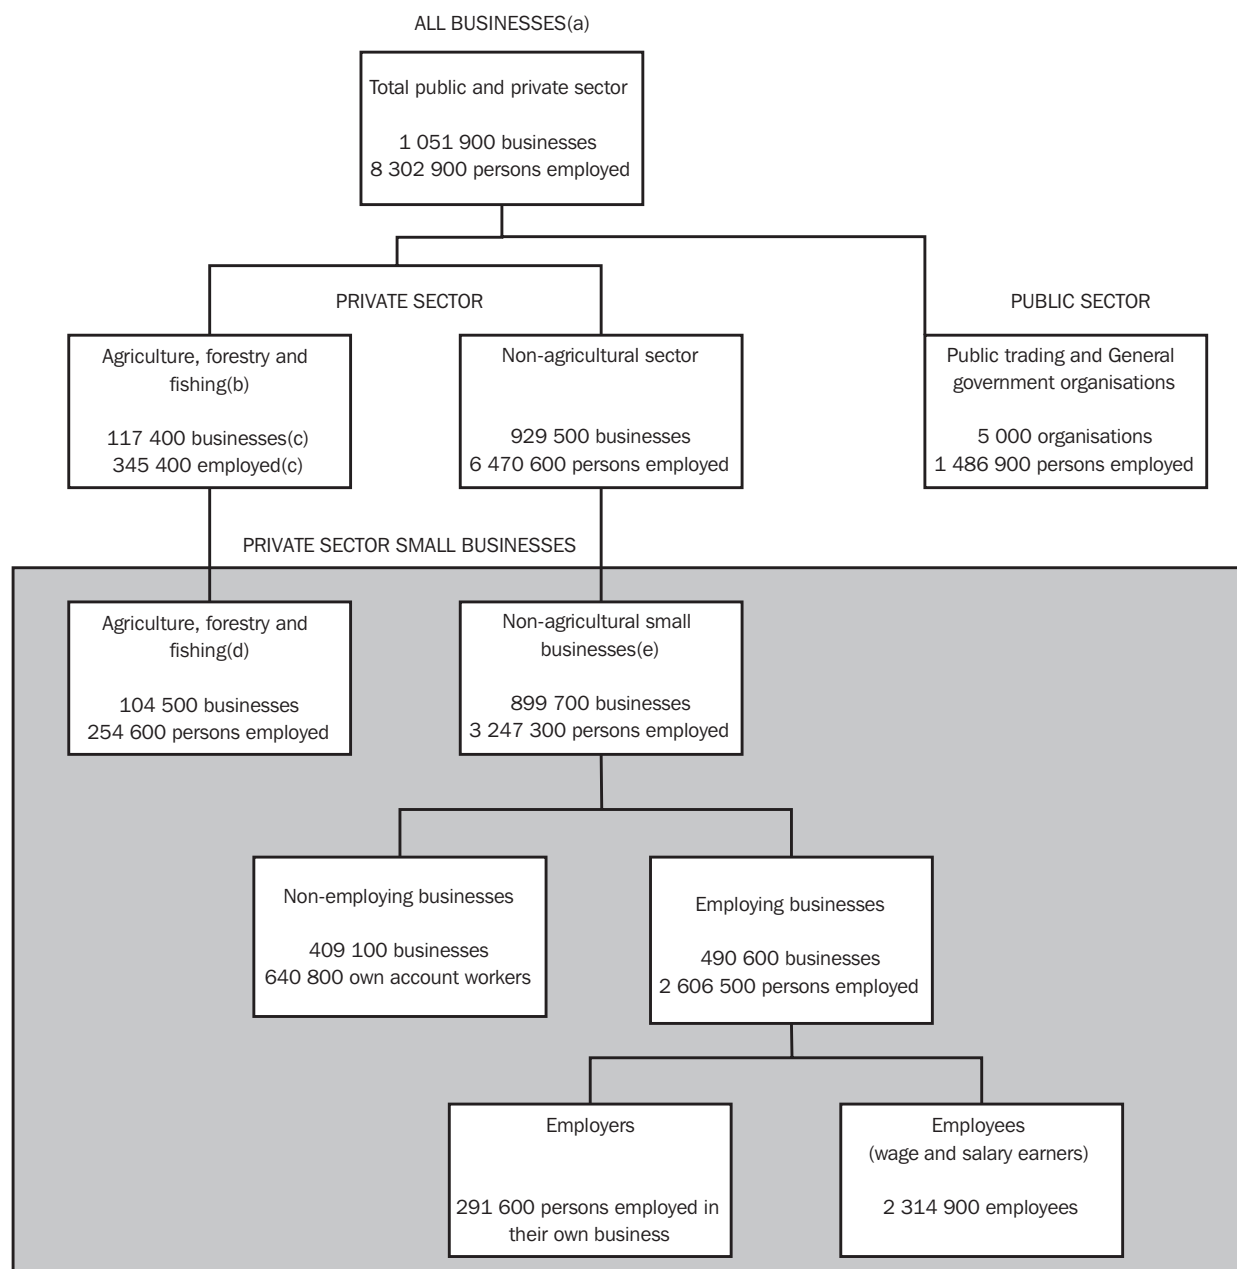 ALL BUSINESSES(a)
Total public and private sector
1 051 900 businesses
8 302 900 persons employed
PRIVATE SECTOR
PUBLIC SECTOR
Agriculture, forestry and
fishing(b)
117 400 businesses(c)
345 400 employed(c)
Non-agricultural sector
929 500 businesses
6 470 600 persons employed
Public trading and General
government organisations
5 000 organisations
1 486 900 persons employed
PRIVATE SECTOR SMALL BUSINESSES
Agriculture, forestry and
fishing(d)
104 500 businesses
254 600 persons employed
Non-agricultural small
businesses(e)
899 700 businesses
3 247 300 persons employed
Non-employing businesses
409 100 businesses
640 800 own account workers
Employing businesses
490 600 businesses
2 606 500 persons employed
Employers
291 600 persons employed in
their own business
Employees
(wage and salary earners)
2 314 900 employees